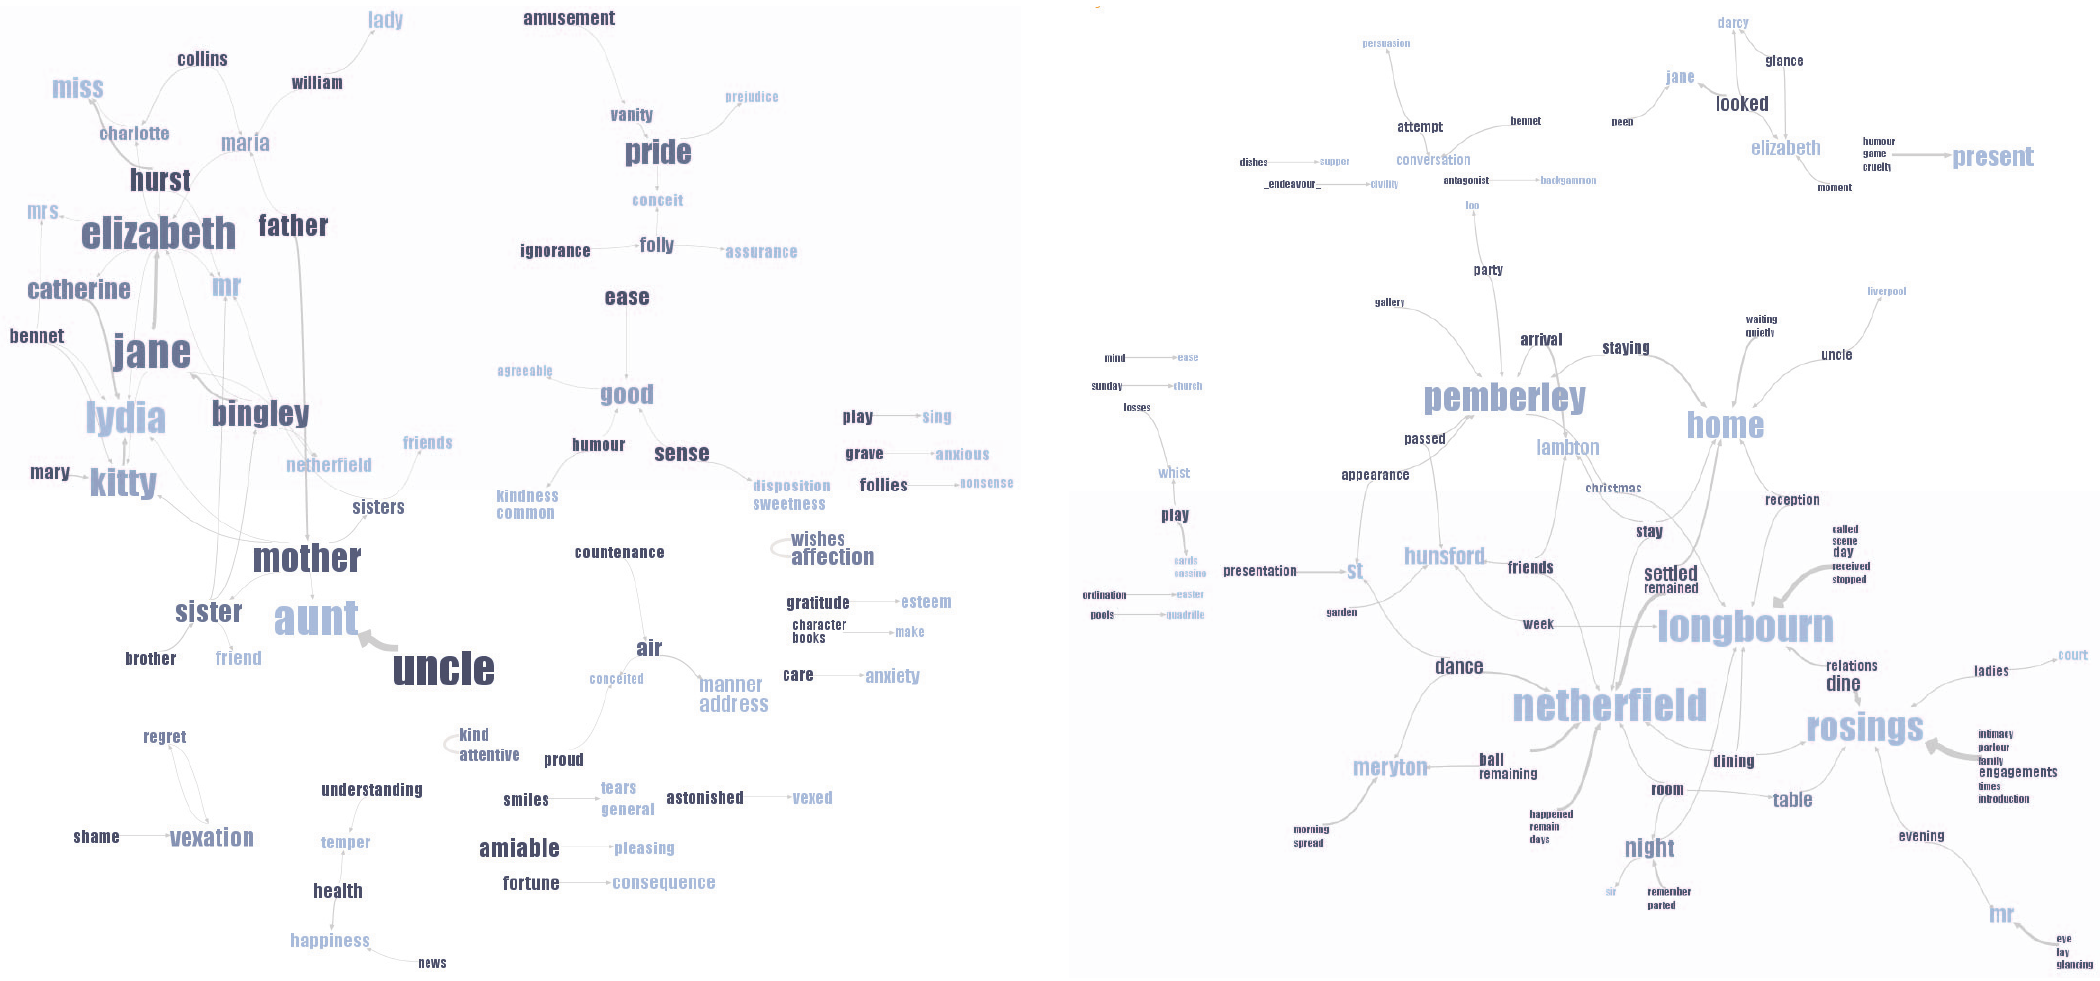 lady
collins
william
miss
charlotte
maria
hurst
mrs
elizabeth
father
catherine
mr
bennet
jane
lydia
bingley
friends
netherfield
mary
kitty
sisters
mother
sister
aunt
brother
friend
uncle
amusement
vanity
prejudice
pride
conceit
ignorance
folly
assurance
ease
agreeable
good
humour
sense
kindness
common
disposition
sweetness
play
sing
grave
anxious
follies
nonsense
wishes
affection
countenance
gratitude
esteem
character
books
make
air
conceited
manner
address
care
anxiety
kind
attentive
proud
regret
understanding
smiles
tears
general
astonished
vexed
shame
vexation
temper
amiable
pleasing
health
fortune
consequence
happiness
news
persuasion
darcy
glance
jane
looked
attempt
bennet
peep
elizabeth
conversation
dishes
supper
humour
game
cruelty
present
_endeavour_
civility
antagonist
backgammon
moment
loo
party
gallery
liverpool
arrival
staying
waiting
quietly
uncle
mind
ease
sunday
church
losses
pemberley
home
passed
lambton
appearance
whist
christmas
reception
play
stay
called
scene
day
received
stopped
cards
cassino
presentation
st
hunsford
friends
settled
remained
ordination
easter
pools
quadrille
garden
week
longbourn
dance
relations
dine
ladies
court
netherfield
rosings
meryton
ball
remaining
dining
intimacy
parlour
family
engagements
times
introduction
room
table
happened
remain
days
morning
spread
night
evening
sir
remember
parted
mr
eye
lay
glancing